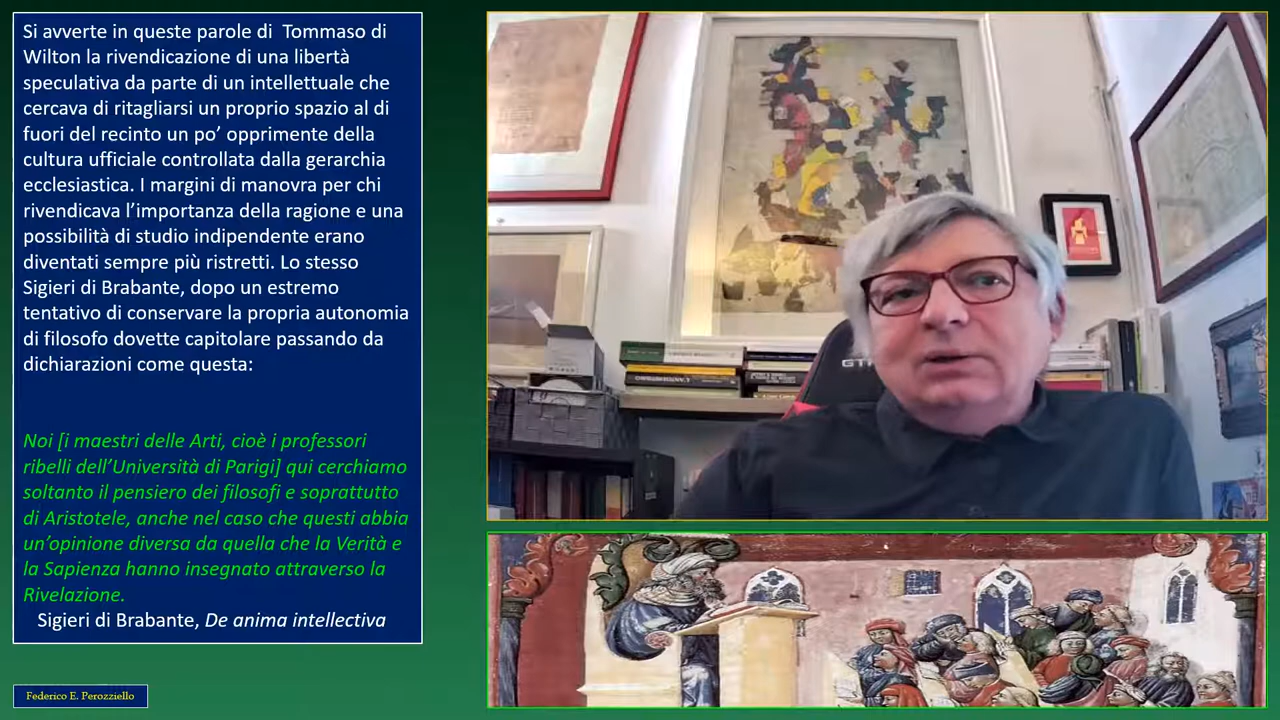 Si avverte in queste parole di  Tommaso di
Wilton la rivendicazione di una libertà
speculativa da parte di un intellettuale che
cercava di ritagliarsi un proprio spazio al di
fuori del recinto un po’ opprimente della
cultura ufficiale controllata dalla gerarchia
ecclesiastica. I margini di manovra per chi
rivendicava l’importanza della ragione e una
possibilità di studio indipendente erano
diventati sempre più ristretti. Lo stesso
Sigieri di Brabante, dopo un estremo
tentativo di conservare la propria autonomia
di filosofo dovette capitolare passando da
dichiarazioni come questa:
Noi [i maestri delle Arti, cioè i professori
ribelli dell’Università di Parigi] qui cerchiamo
soltanto il pensiero dei filosofi e soprattutto
di Aristotele, anche nel caso che questi abbia
un’opinione diversa da quella che la Verità e
la Sapienza hanno insegnato attraverso la
Rivelazione.
Sigieri di Brabante, De anima intellectiva
Federico E. Perozziello